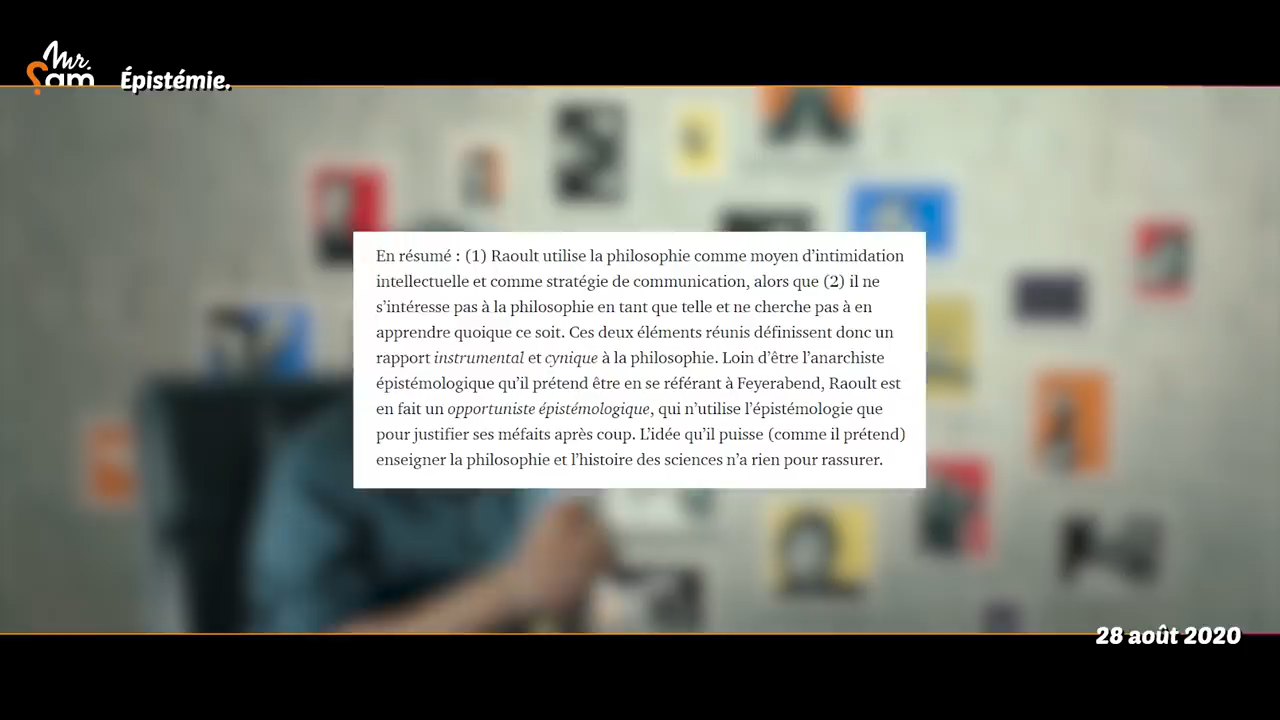 Mr.
Sam
Épistémie.
En résumé : (1) Raoult utilise la philosophie comme moyen d'intimidation
intellectuelle et comme stratégie de communication, alors que (2) il ne
s'intéresse pas à la philosophie en tant que telle et ne cherche pas à en
apprendre quoique ce soit. Ces deux éléments réunis définissent donc un
rapport instrumental et cynique à la philosophie. Loin d'être l'anarchiste
épistémologique qu'il prétend être en se référant à Feyerabend, Raoult est
en fait un opportuniste épistémologique, qui n'utilise l'épistémologie que
pour justifier ses méfaits après coup. L'idée qu'il puisse (comme il prétend)
enseigner la philosophie et l'histoire des sciences n'a rien pour rassurer.
28 août 2020